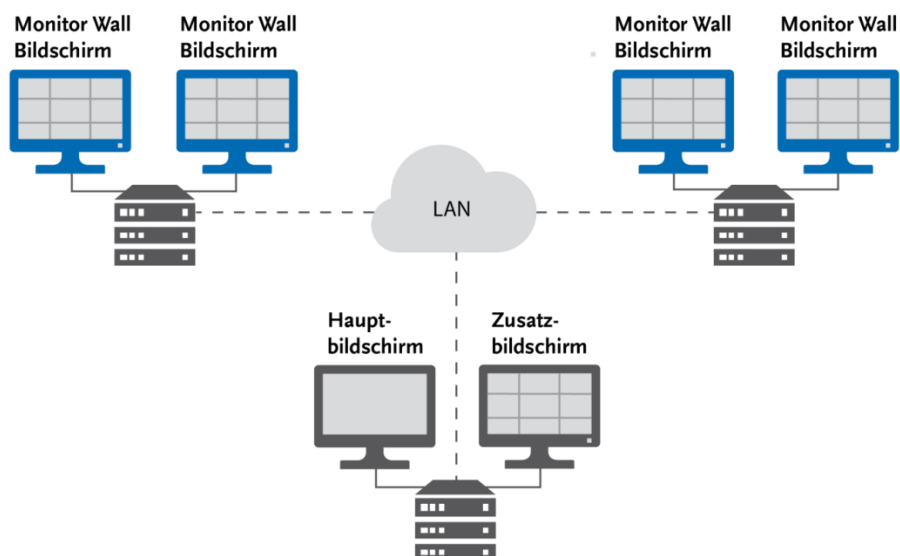 Monitor Wall
Bildschirm
Monitor Wall
Bildschirm
Monitor Wall
Bildschirm
Monitor Wall
Bildschirm
LAN
Haupt-
bildschirm
Zusatz-
bildschirm